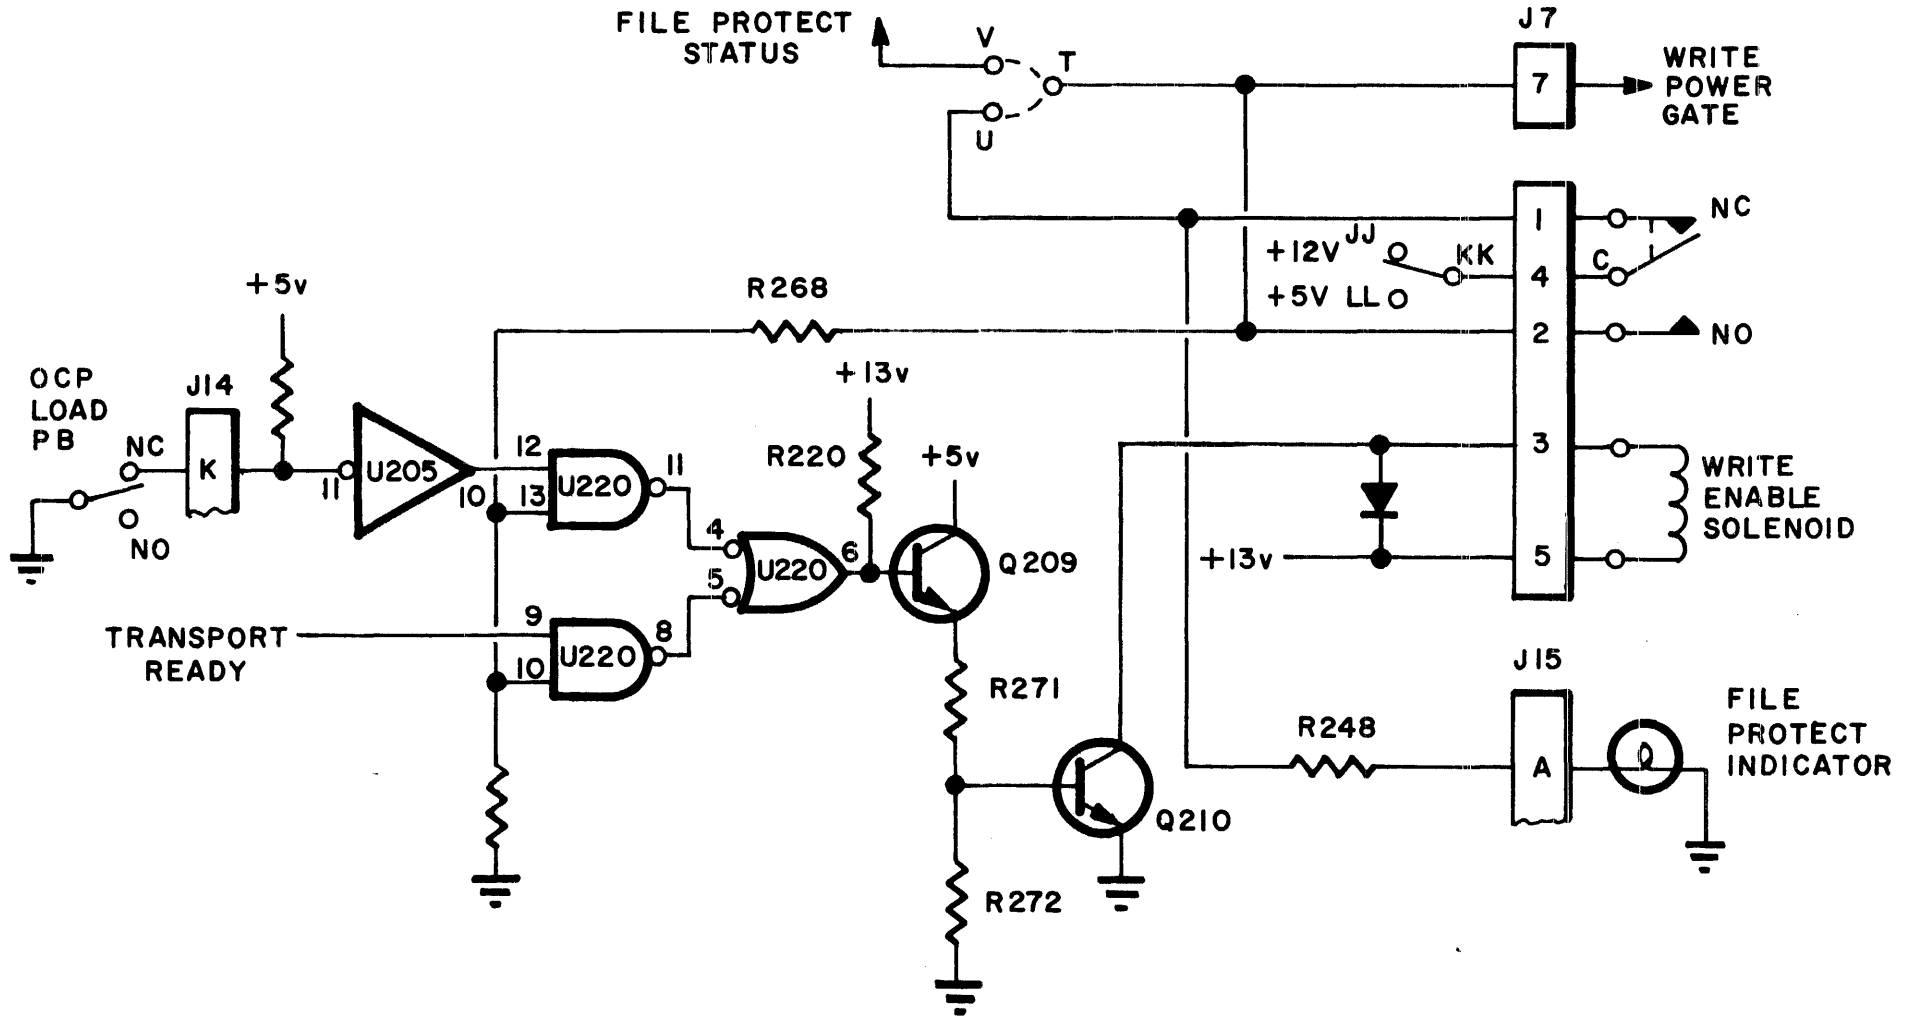 FILE PROTECT
STATUS
V
T
U
J7
7
WRITE
POWER
GATE
1
NC
+12V JJ
KK
4
C
+5V LL
2
NO
+5v
R268
OCP
LOAD
PB
NC
NO
J14
K
11
U205
10
12
13
U220
11
+13v
R220
+5v
4
5
U220
6
Q209
3
WRITE
ENABLE
SOLENOID
+13v
5
TRANSPORT
READY
9
10
U220
8
R271
J15
R248
A
FILE
PROTECT
INDICATOR
Q210
R272